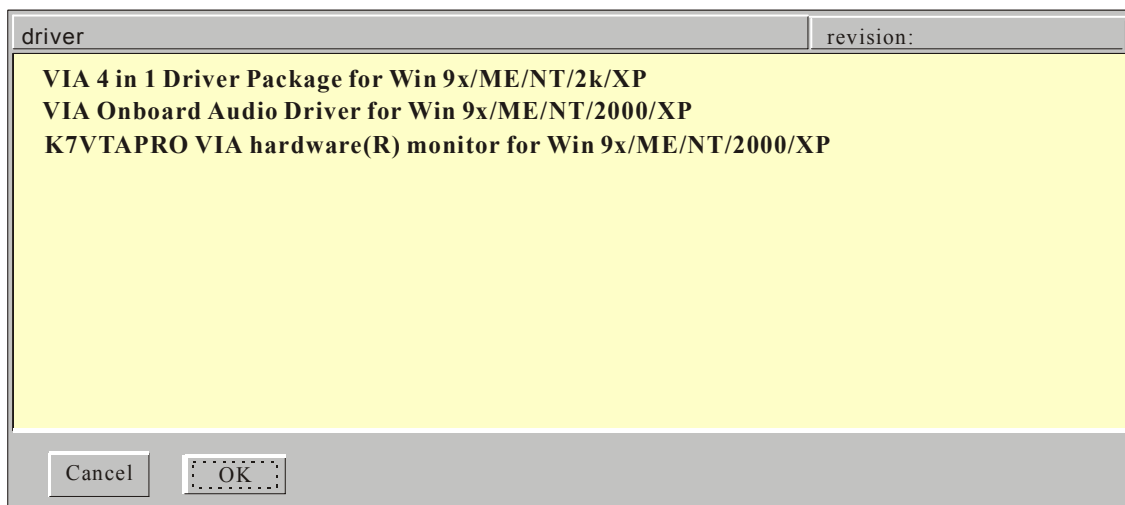 driver revision:
VIA 4 in 1 Driver Package for Win 9x/ME/NT/2k/XP
VIA Onboard Audio Driver for Win 9x/ME/NT/2000/XP
K7VTAPRO VIA hardware(R) monitor for Win 9x/ME/NT/2000/XP
Cancel OK